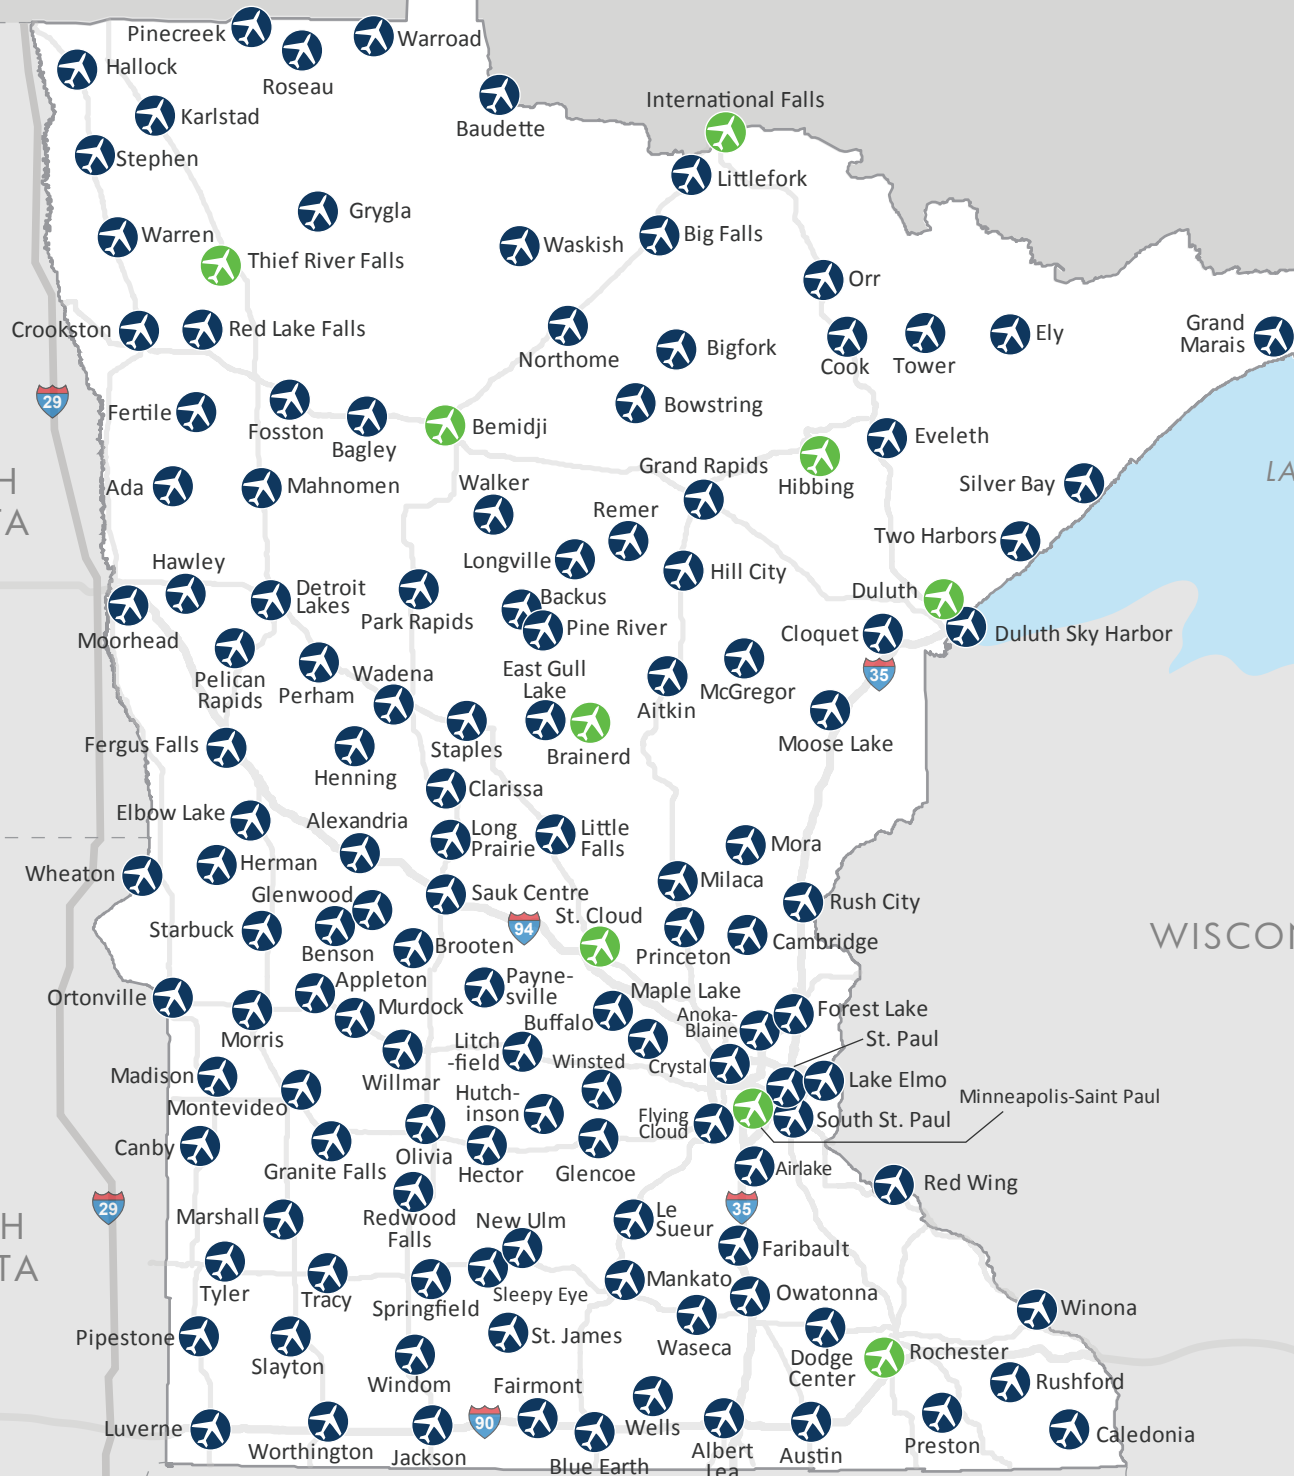 Pinecreek
Warroad
Hallock
Roseau
International Falls
Karlstad
Baudette
Stephen
Littlefork
Grygla
Warren
Waskish
Big Falls
Thief River Falls
Orr
Crookston
Red Lake Falls
Grand
Marais
Northome
Bigfork
Cook
Tower
Ely
29
Fertile
Fosston
Bagley
Bemidji
Bowstring
Eveleth
H
TA
Ada
Mahnomen
Walker
Grand Rapids
Hibbing
Silver Bay
LA
Remer
Two Harbors
Hawley
Longville
Hill City
Detroit
Lakes
Park Rapids
Backus
Duluth
Moorhead
Pine River
Cloquet
Duluth Sky Harbor
Pelican
Rapids
Perham
Wadena
East Gull
Lake
Aitkin
McGregor
35
Fergus Falls
Henning
Staples
Brainerd
Moose Lake
Clarissa
Elbow Lake
Alexandria
Long
Prairie
Little
Falls
Mora
Wheaton
Herman
Milaca
Glenwood
Sauk Centre
Rush City
Starbuck
Benson
Brooten
94
St. Cloud
Princeton
Cambridge
WISCON
Ortonville
Appleton
Payne-
sville
Maple Lake
Morris
Murdock
Buffalo
Anoka-
Blaine
Forest Lake
St. Paul
Madison
Willmar
Litch
-field
Winsted
Crystal
Lake Elmo
Montevideo
Hutch-
inson
Flying
Cloud
South St. Paul
Minneapolis-Saint Paul
Canby
Granite Falls
Olivia
Hector
Glencoe
Airlake
Red Wing
29
35
H
TA
Marshall
Redwood
Falls
New Ulm
Le
Sueur
Faribault
Tyler
Tracy
Springfield
Sleepy Eye
Mankato
Owatonna
Winona
Pipestone
Slayton
St. James
Waseca
Dodge
Center
Rochester
Windom
Fairmont
Rushford
Luverne
Worthington
Jackson
90
Blue Earth
Wells
Albert
Lea
Austin
Preston
Caledonia